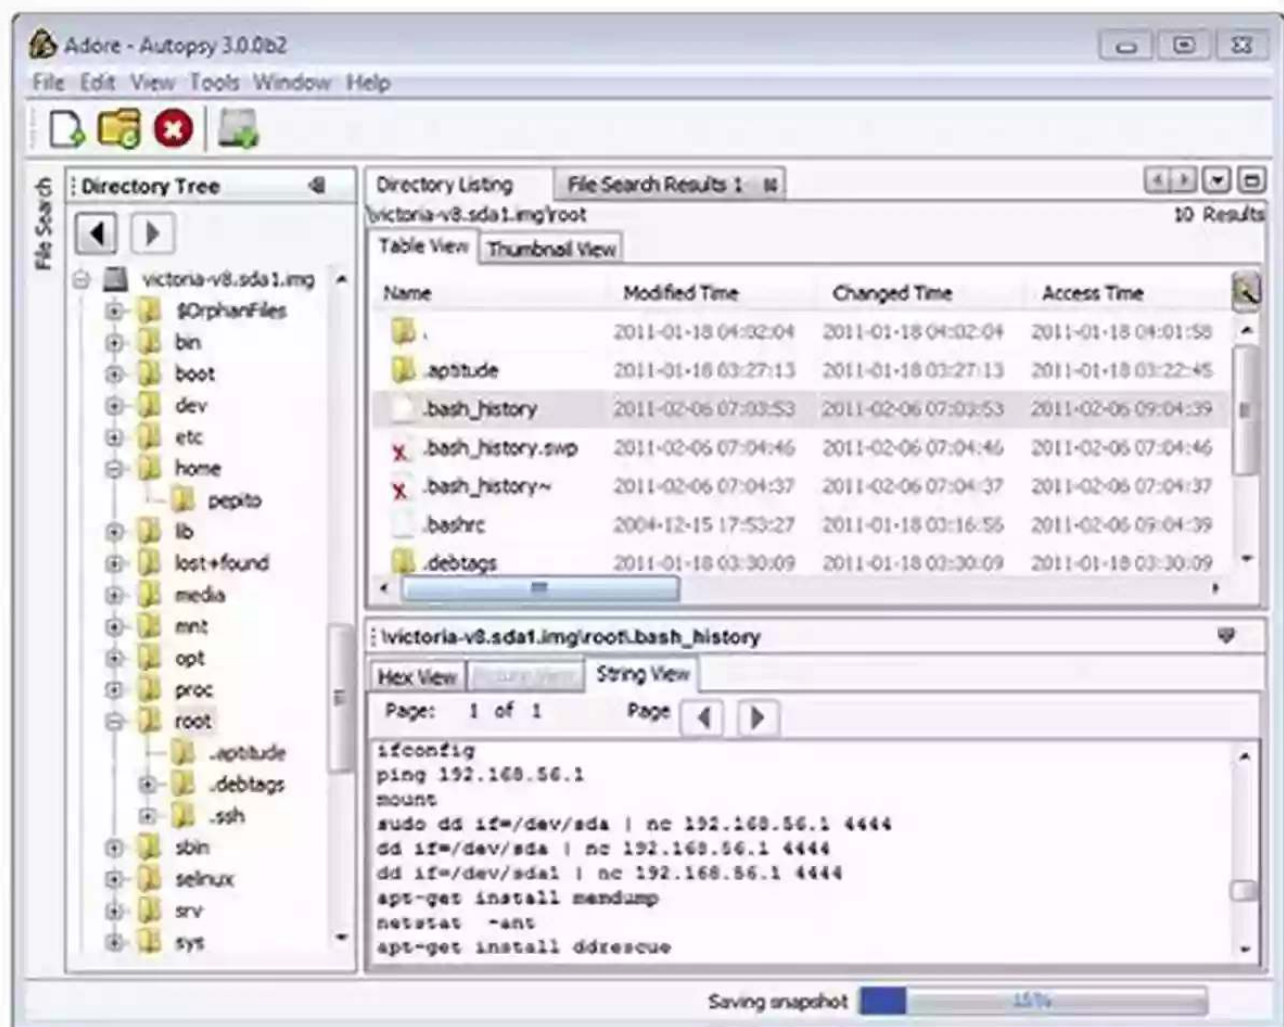 Adore - Autopsy 3.0.0b2
File Edit View Tools Window Help
File Search
Directory Tree
victoria-v8.sda1.img
$OrphanFiles
bin
boot
dev
etc
home
pepito
lib
lost+found
media
mnt
opt
proc
root
.aptitude
.debtags
.ssh
sbin
selinux
srv
sys
Directory Listing File Search Results 1
\victoria-v8.sda1.img\root 10 Results
Table View Thumbnail View
Name Modified Time Changed Time Access Time
. 2011-01-18 04:02:04 2011-01-18 04:02:04 2011-01-18 04:01:58
.aptitude 2011-01-18 03:27:13 2011-01-18 03:27:13 2011-01-18 03:22:45
.bash_history 2011-02-06 07:03:53 2011-02-06 07:03:53 2011-02-06 09:04:39
.bash_history.swp 2011-02-06 07:04:46 2011-02-06 07:04:46 2011-02-06 07:04:46
.bash_history~ 2011-02-06 07:04:37 2011-02-06 07:04:37 2011-02-06 07:04:37
.bashrc 2004-12-15 17:53:27 2011-01-18 03:16:56 2011-02-06 09:04:39
.debtags 2011-01-18 03:30:09 2011-01-18 03:30:09 2011-01-18 03:30:09
\victoria-v8.sda1.img\root\.bash_history
Hex View Picture View String View
Page: 1 of 1 Page
ifconfig
ping 192.168.56.1
mount
sudo dd if=/dev/sda | nc 192.168.56.1 4444
dd if=/dev/sda | nc 192.168.56.1 4444
dd if=/dev/sda1 | nc 192.168.56.1 4444
apt-get install memdump
netstat -ant
apt-get install ddrescue
Saving snapshot 15%